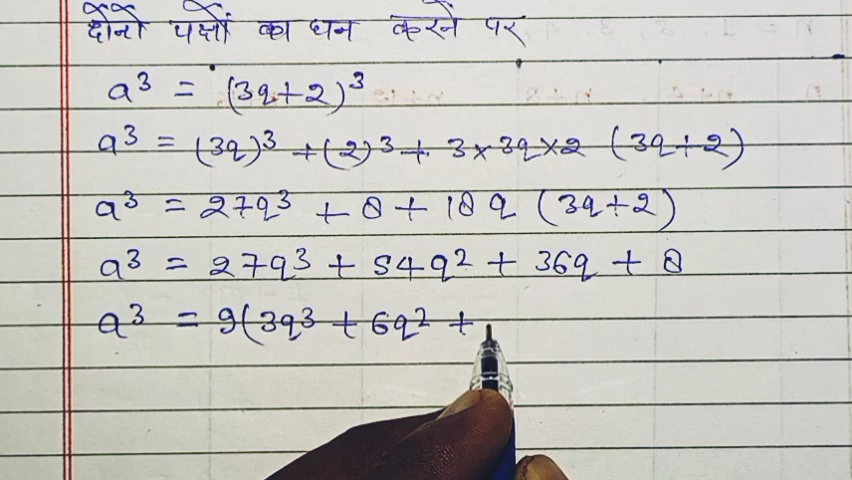 दोनों पक्षों का घन करने पर
a³ = (3q+2)³
a³ = (3q)³ + (2)³ + 3×3q×2 (3q+2)
a³ = 27q³ + 8 + 18q (3q+2)
a³ = 27q³ + 54q² + 36q + 8
a³ = 9(3q³ + 6q² +